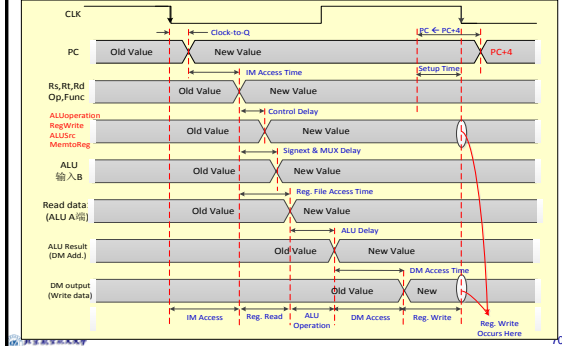 CLK
Clock-to-Q
PC ← PC+4
PC Old Value New Value PC+4
IM Access Time Setup Time
Rs,Rt,Rd
Op,Func
Old Value New Value
Control Delay
ALUoperation
RegWrite
ALUSrc
MemtoReg
Old Value New Value
Signext & MUX Delay
ALU
输入B
Old Value New Value
Reg. File Access Time
Read data
(ALU A端)
Old Value New Value
ALU Delay
ALU Result
(DM Add.)
Old Value New Value
DM Access Time
DM output
(Write data)
Old Value New
IM Access Reg. Read ALU
Operation DM Access Reg. Write
Reg. Write
Occurs Here
70